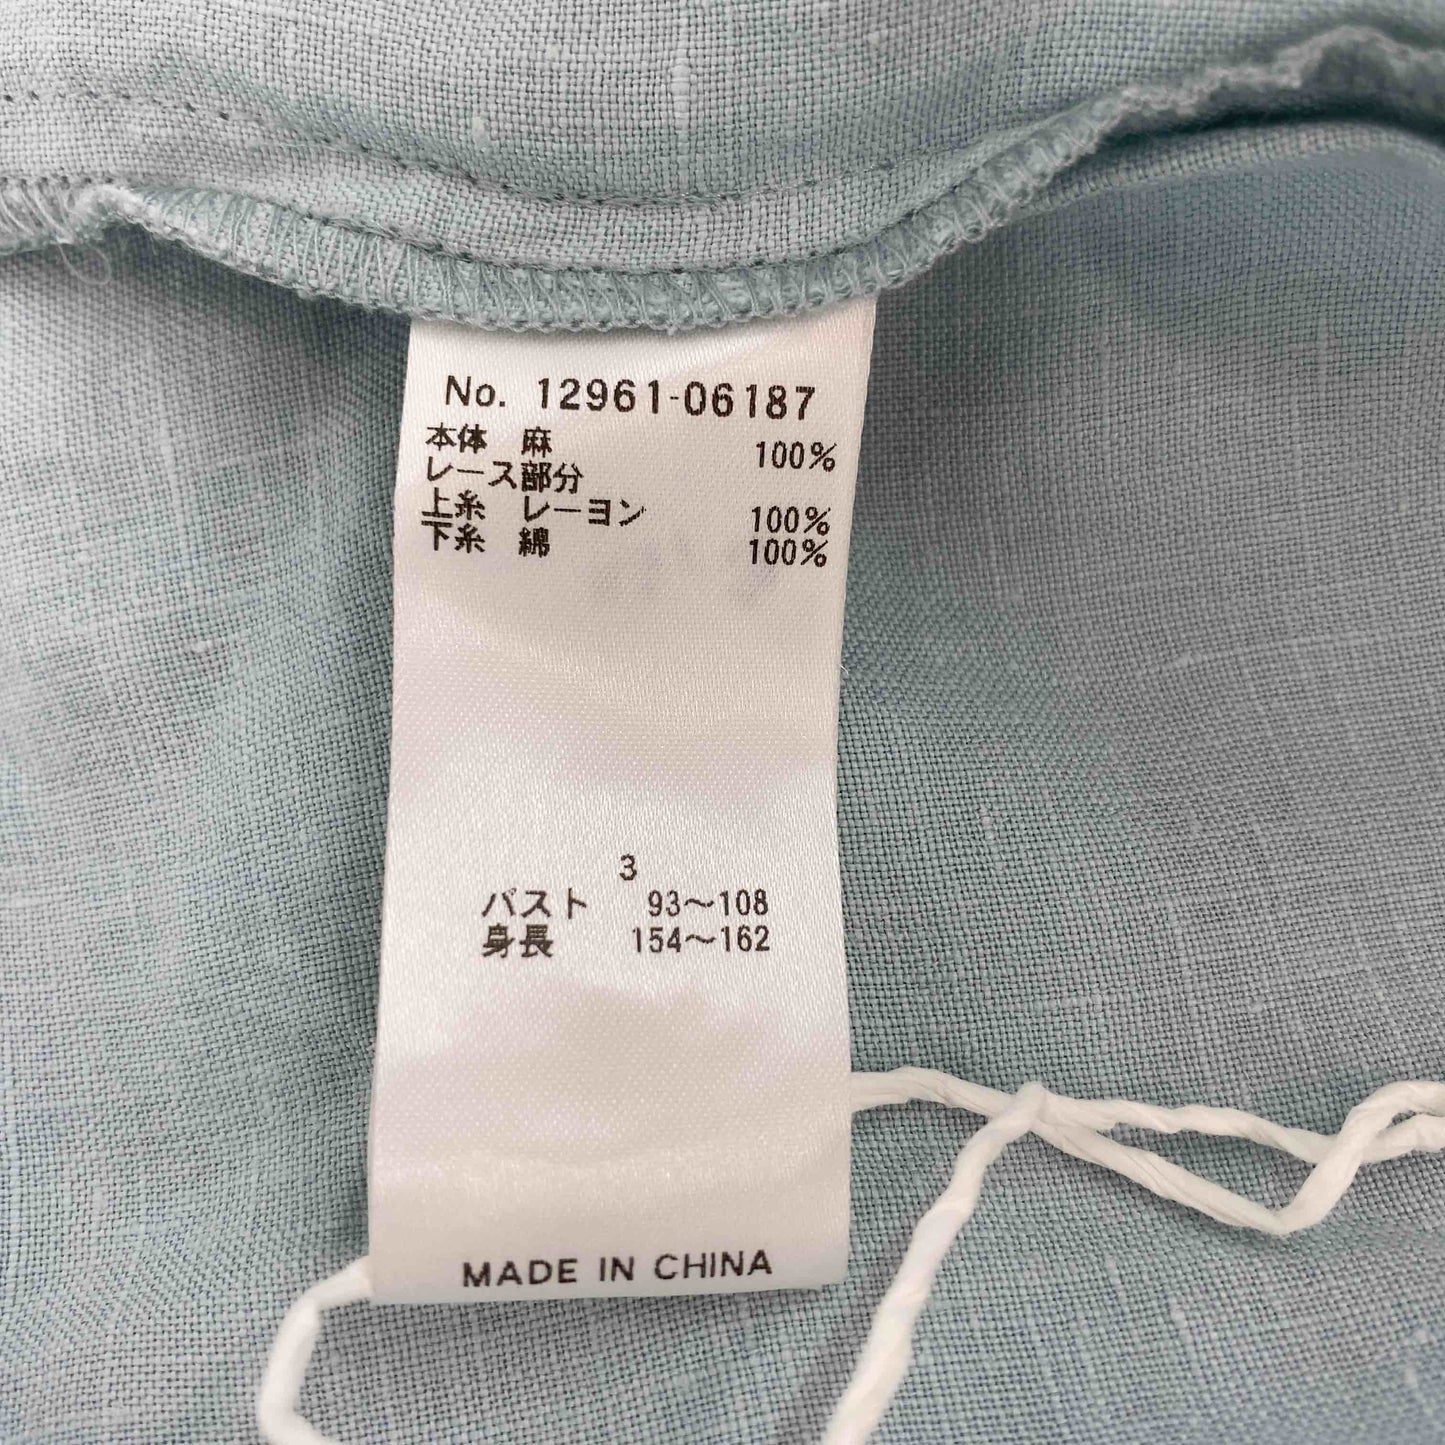 No. 12961-06187
本体 麻 100%
レース部分
上糸 レーヨン 100%
下糸 綿 100%
3
バスト 93～108
身長 154～162
MADE IN CHINA